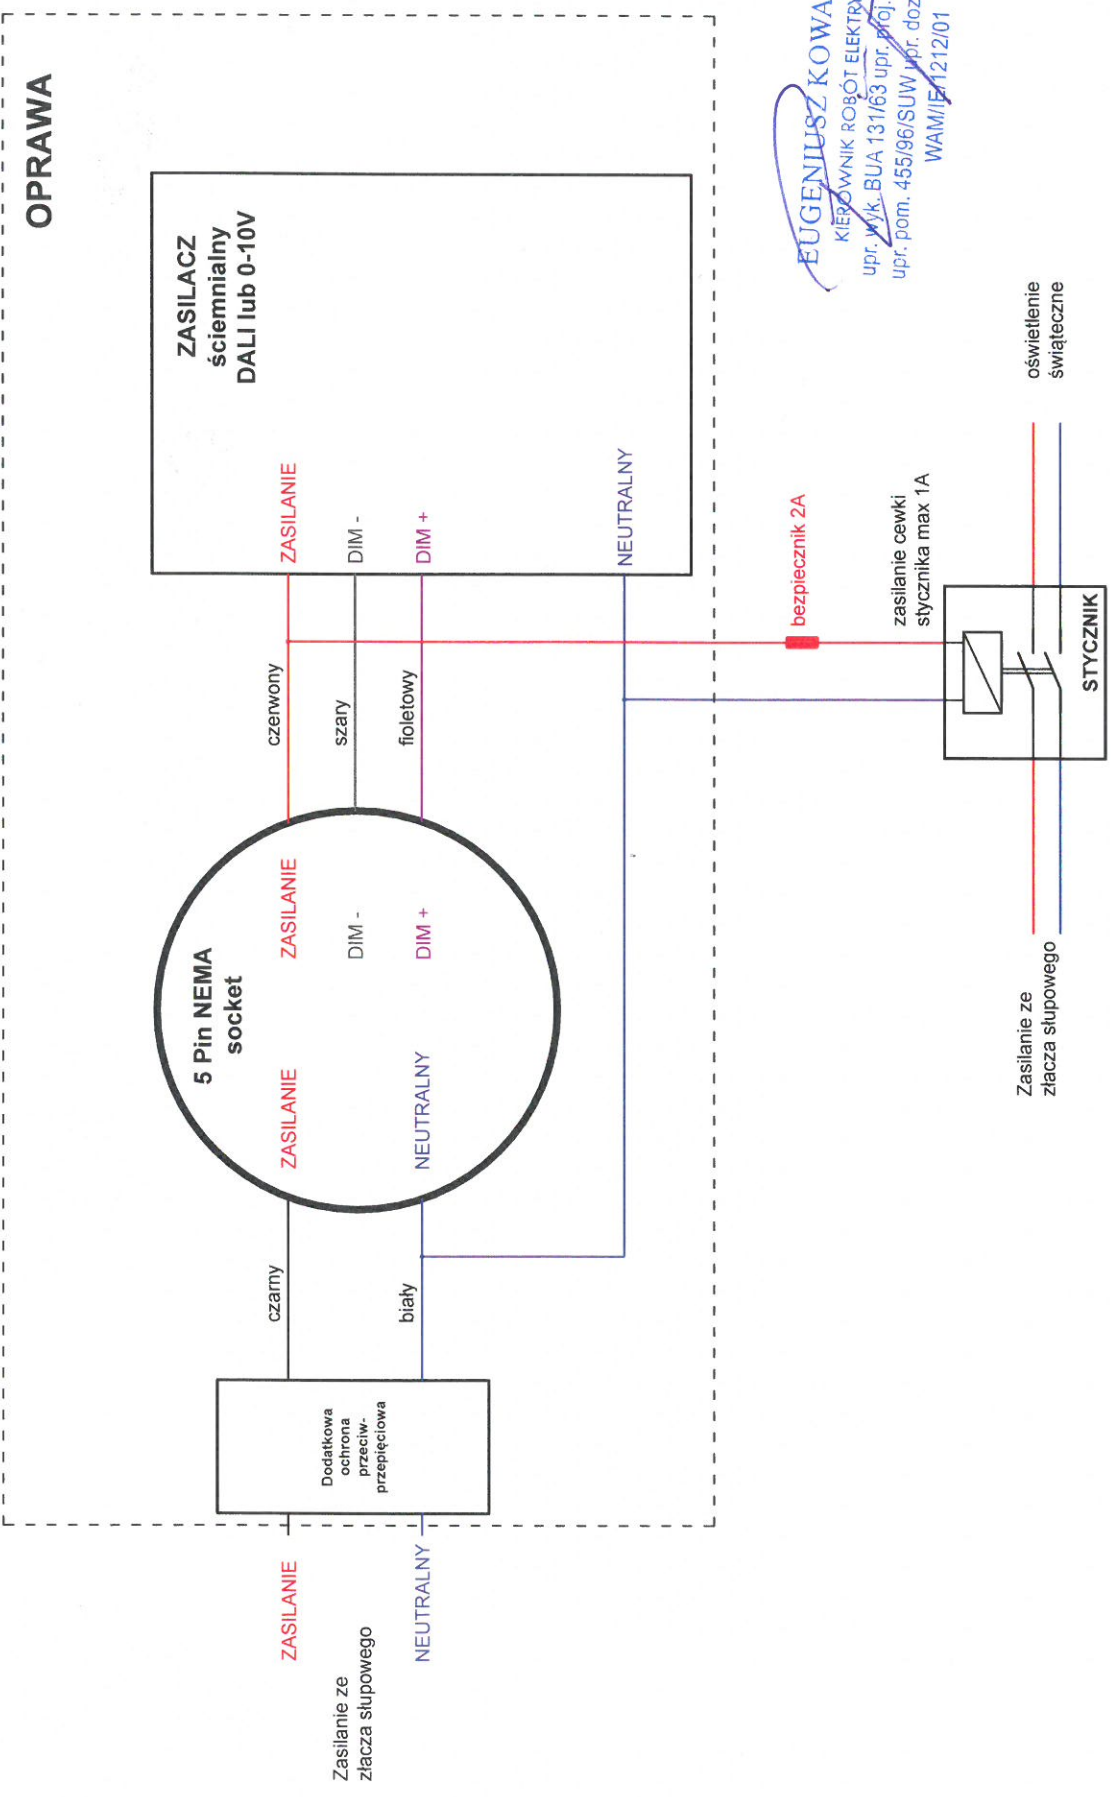 OPRAWA
ZASILACZ
ściemnialny
DALI lub 0-10V
ZASILANIE
DIM -
DIM +
NEUTRALNY
czerwony
szary
fioletowy
5 Pin NEMA
socket
ZASILANIE
DIM -
DIM +
ZASILANIE
NEUTRALNY
czarny
biały
Dodatkowa
ochrona
przeciw-
przepięciowa
ZASILANIE
NEUTRALNY
Zasilanie ze
złacza słupowego
bezpiecznik 2A
zasilanie cewki
stycznika max 1A
STYCZNIK
oświetlenie
świąteczne
Zasilanie ze
złacza słupowego
EUGENIUSZ KOWA
KIEROWNIK ROBÓT ELEKTRY
upr. wyk. BUA 131/63 upr. proj.
upr. pom. 455/96/SUW upr. doz
WAM/IE/1212/01